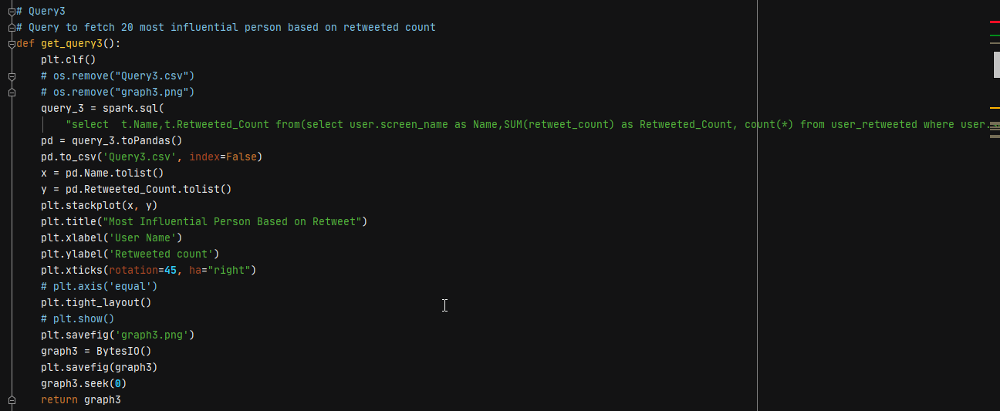 # Query3
# Query to fetch 20 most influential person based on retweeted count
def get_query3():
    plt.clf()
    # os.remove("Query3.csv")
    # os.remove("graph3.png")
    query_3 = spark.sql(
        "select  t.Name,t.Retweeted_Count from(select user.screen_name as Name,SUM(retweet_count) as Retweeted_Count, count(*) from user_retweeted where user.
    pd = query_3.toPandas()
    pd.to_csv('Query3.csv', index=False)
    x = pd.Name.tolist()
    y = pd.Retweeted_Count.tolist()
    plt.stackplot(x, y)
    plt.title("Most Influential Person Based on Retweet")
    plt.xlabel('User Name')
    plt.ylabel('Retweeted count')
    plt.xticks(rotation=45, ha="right")
    # plt.axis('equal')
    plt.tight_layout()
    # plt.show()
    plt.savefig('graph3.png')
    graph3 = BytesIO()
    plt.savefig(graph3)
    graph3.seek(0)
    return graph3